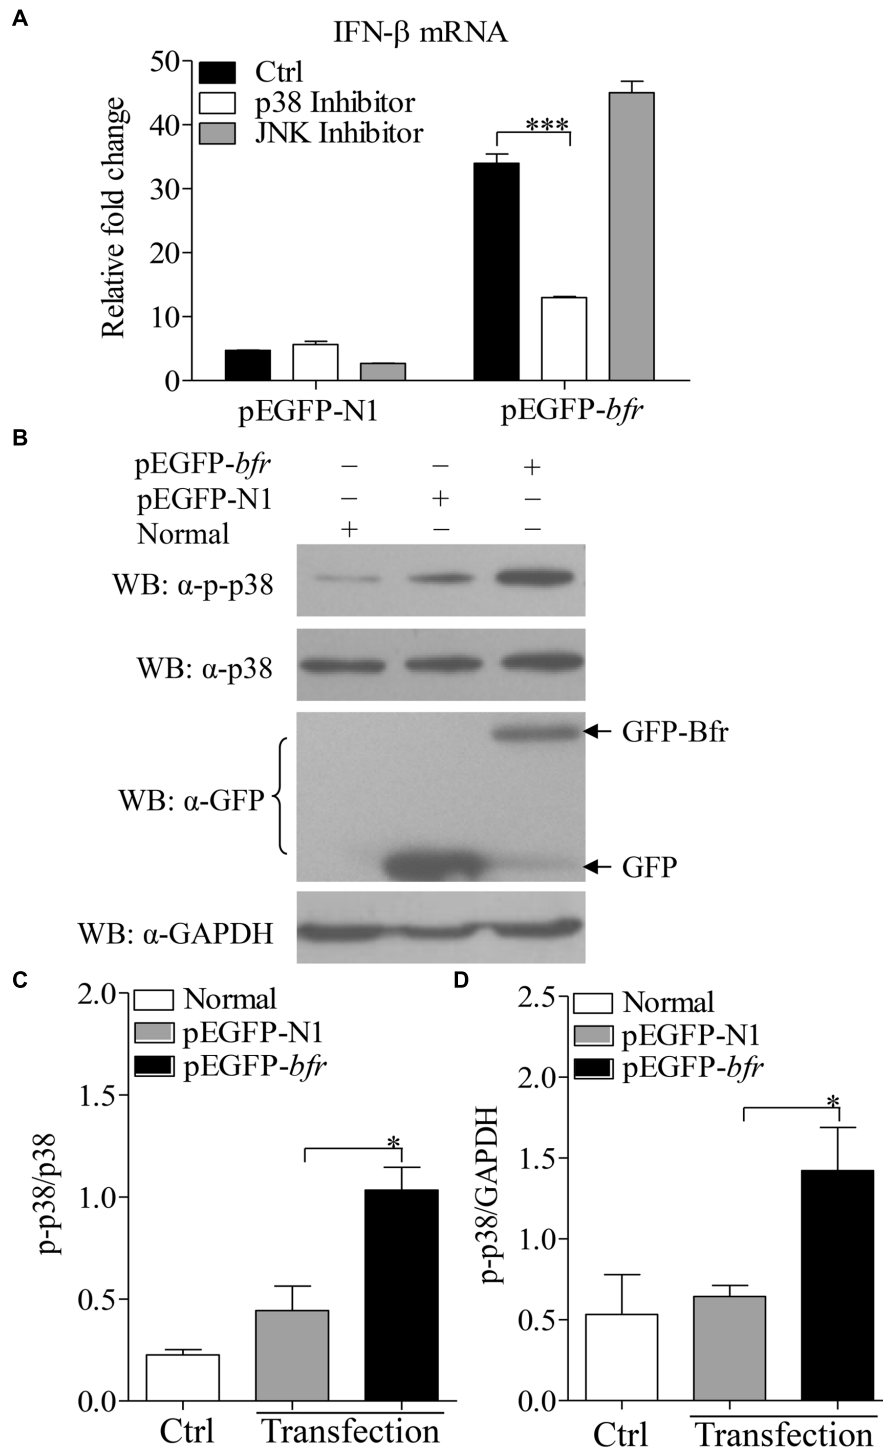 A
IFN-β mRNA
Relative fold change
50
40
30
20
10
0
Ctrl
p38 Inhibitor
JNK Inhibitor
***
pEGFP-N1
pEGFP-bfr
B
pEGFP-bfr − − +
pEGFP-N1 − + −
Normal + − −
WB: α-p-p38
WB: α-p38
WB: α-GFP
GFP-Bfr
GFP
WB: α-GAPDH
C
p-p38/p38
2.0
1.5
1.0
0.5
0.0
Normal
pEGFP-N1
pEGFP-bfr
*
Ctrl
Transfection
D
p-p38/GAPDH
2.5
2.0
1.5
1.0
0.5
0.0
Normal
pEGFP-N1
pEGFP-bfr
*
Ctrl
Transfection